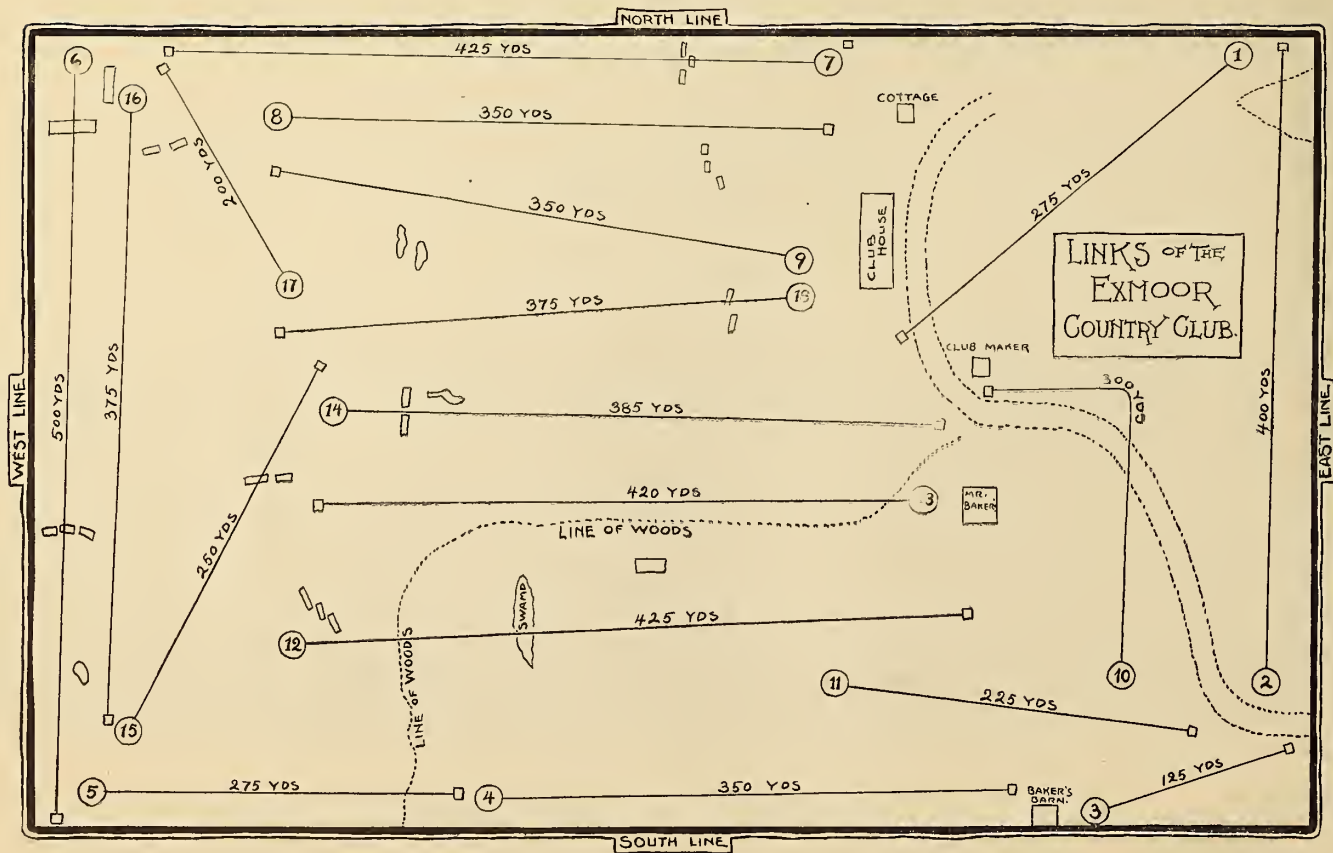 NORTH LINE
425 YDS
6
7
1
16
COTTAGE
8
350 YDS
200 YDS
275 YDS
350 YDS
CLUB
HOUSE
9
LINKS OF THE
EXMOOR
COUNTRY CLUB.
17
375 YDS
18
CLUB MAKER
375 YDS
500 YDS
WEST LINE
14
385 YDS
300
YDS
400 YDS
EAST LINE
420 YDS
13
MR.
BAKER
LINE OF WOODS
250 YDS
SWAMP
425 YDS
12
LINE OF WOODS
11
10
2
225 YDS
15
125 YDS
5
275 YDS
4
350 YDS
BAKER'S
BARN.
3
SOUTH LINE